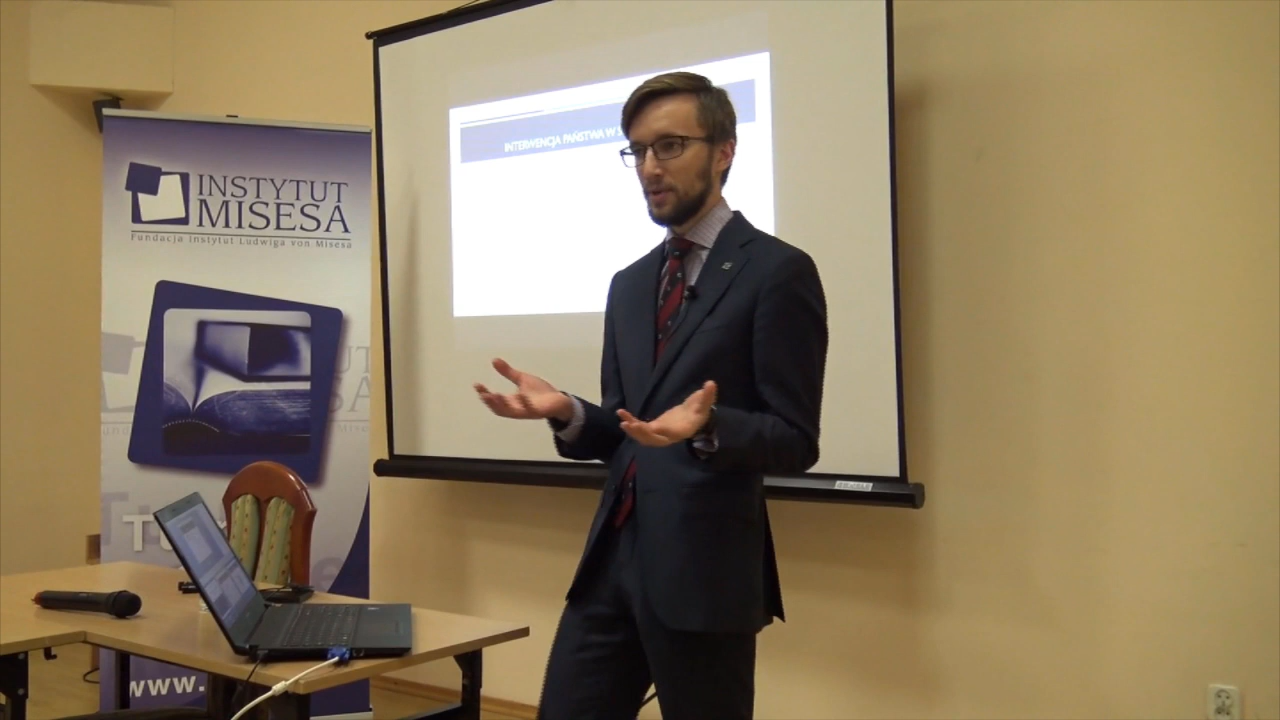 INSTYTUT
MISESA
Fundacja Instytut Ludwiga von Misesa
INTERWENCJA PAŃSTWA W
www.